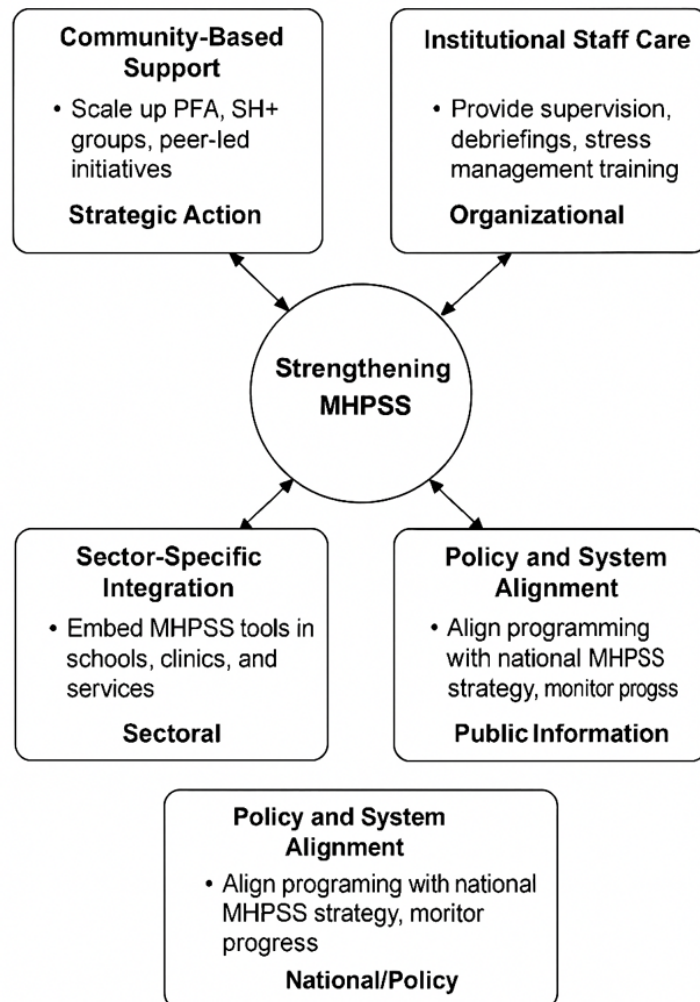 Community-Based
Support
• Scale up PFA, SH+
groups, peer-led
initiatives
Strategic Action
Institutional Staff Care
• Provide supervision,
debriefings, stress
management training
Organizational
Strengthening
MHPSS
Sector-Specific
Integration
• Embed MHPSS tools in
schools, clinics, and
services
Sectoral
Policy and System
Alignment
• Align programming
with national MHPSS
strategy, monitor progss
Public Information
Policy and System
Alignment
• Align programing with national
MHPSS strategy, moritor
progress
National/Policy